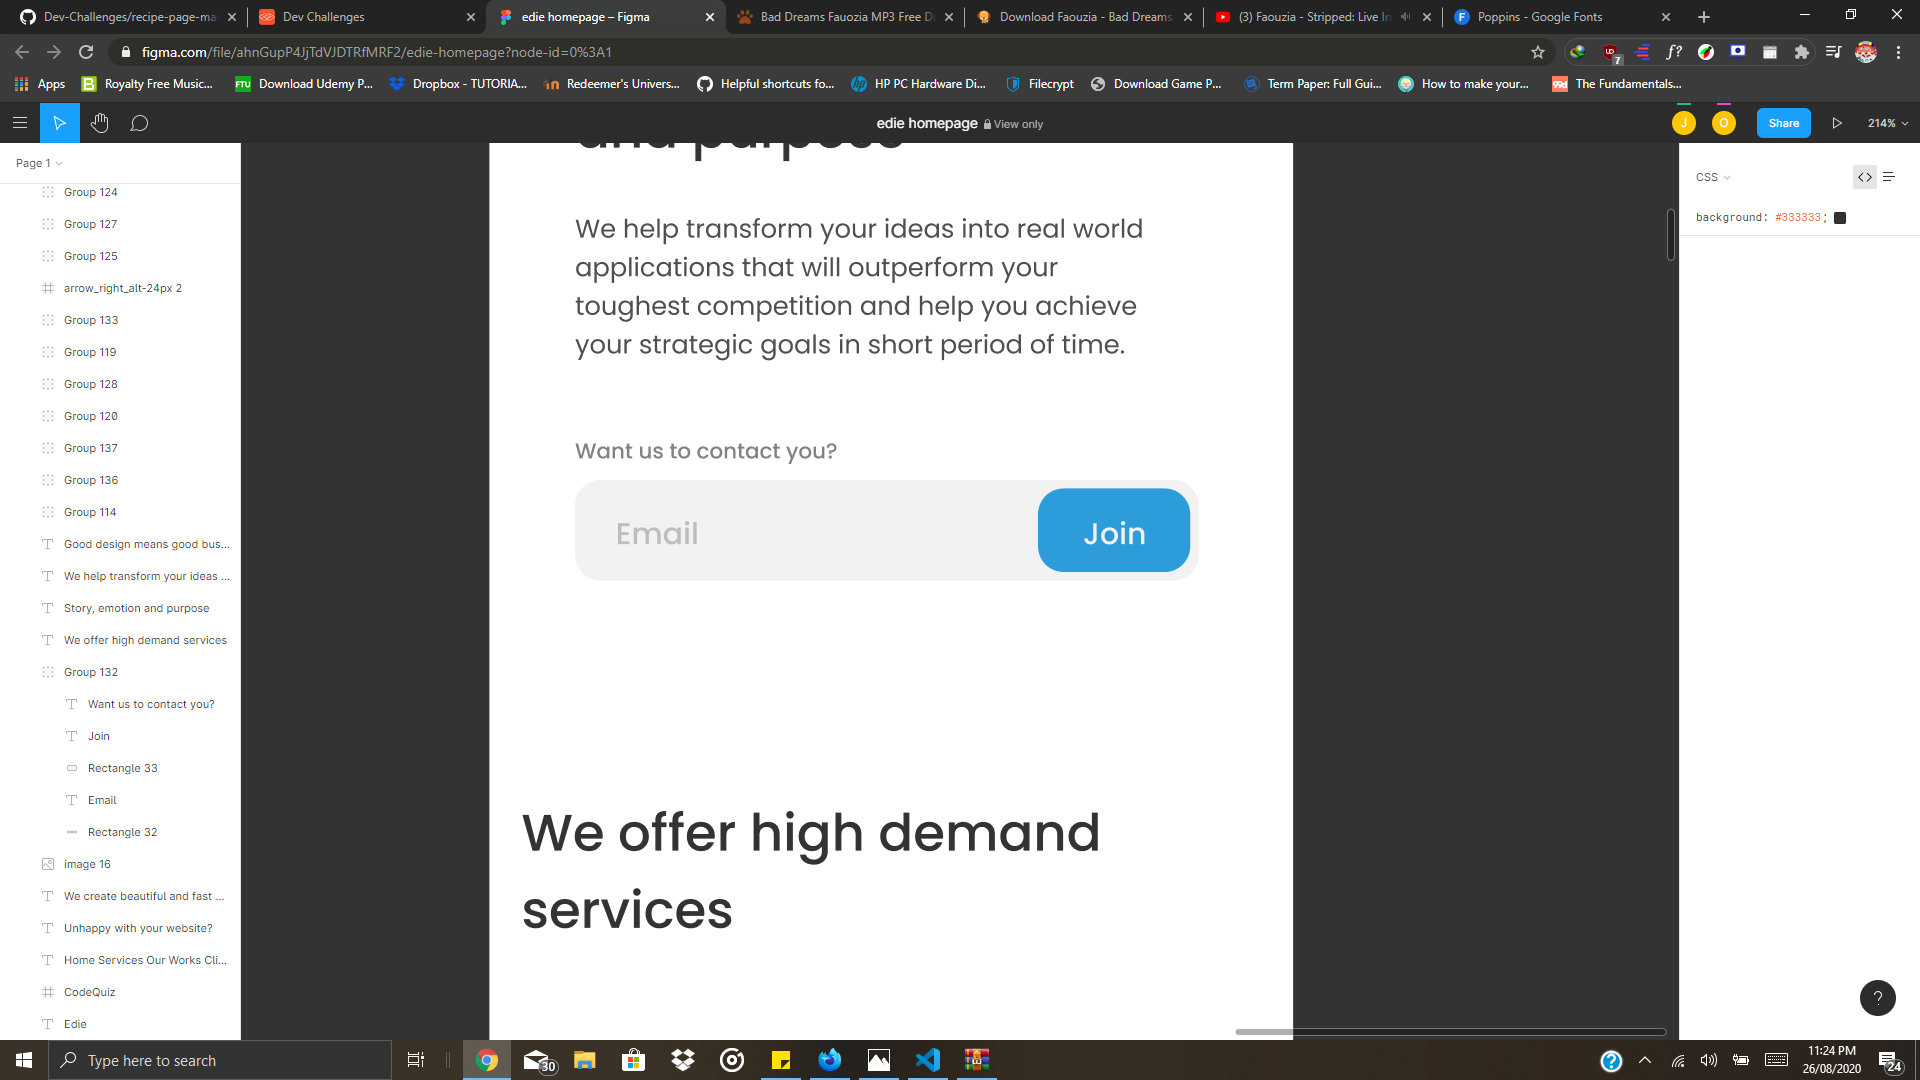 Dev-Challenges/recipe-page-ma
Dev Challenges
edie homepage – Figma
Bad Dreams Fauozia MP3 Free D
Download Faouzia - Bad Dreams
(3) Faouzia - Stripped: Live In
Poppins - Google Fonts
figma.com/file/ahnGupP4JjTdVJDTRfMRF2/edie-homepage?node-id=0%3A1
f?
7
Apps
Royalty Free Music...
FTU
Download Udemy P...
Dropbox - TUTORIA...
Redeemer's Univers...
Helpful shortcuts fo...
HP PC Hardware Di...
Filecrypt
Download Game P...
Term Paper: Full Gui...
How to make your...
99d
The Fundamentals...
edie homepage View only
J
O
Share
214%
Page 1
Group 124
Group 127
Group 125
arrow_right_alt-24px 2
Group 133
Group 119
Group 128
Group 120
Group 137
Group 136
Group 114
Good design means good bus...
We help transform your ideas ...
Story, emotion and purpose
We offer high demand services
Group 132
Want us to contact you?
Join
Rectangle 33
Email
Rectangle 32
image 16
We create beautiful and fast ...
Unhappy with your website?
Home Services Our Works Cli...
CodeQuiz
Edie
and purpose
We help transform your ideas into real world
applications that will outperform your
toughest competition and help you achieve
your strategic goals in short period of time.
Want us to contact you?
Email
Join
We offer high demand
services
CSS
background: #333333;
?
Type here to search
30
11:24 PM
26/08/2020
24